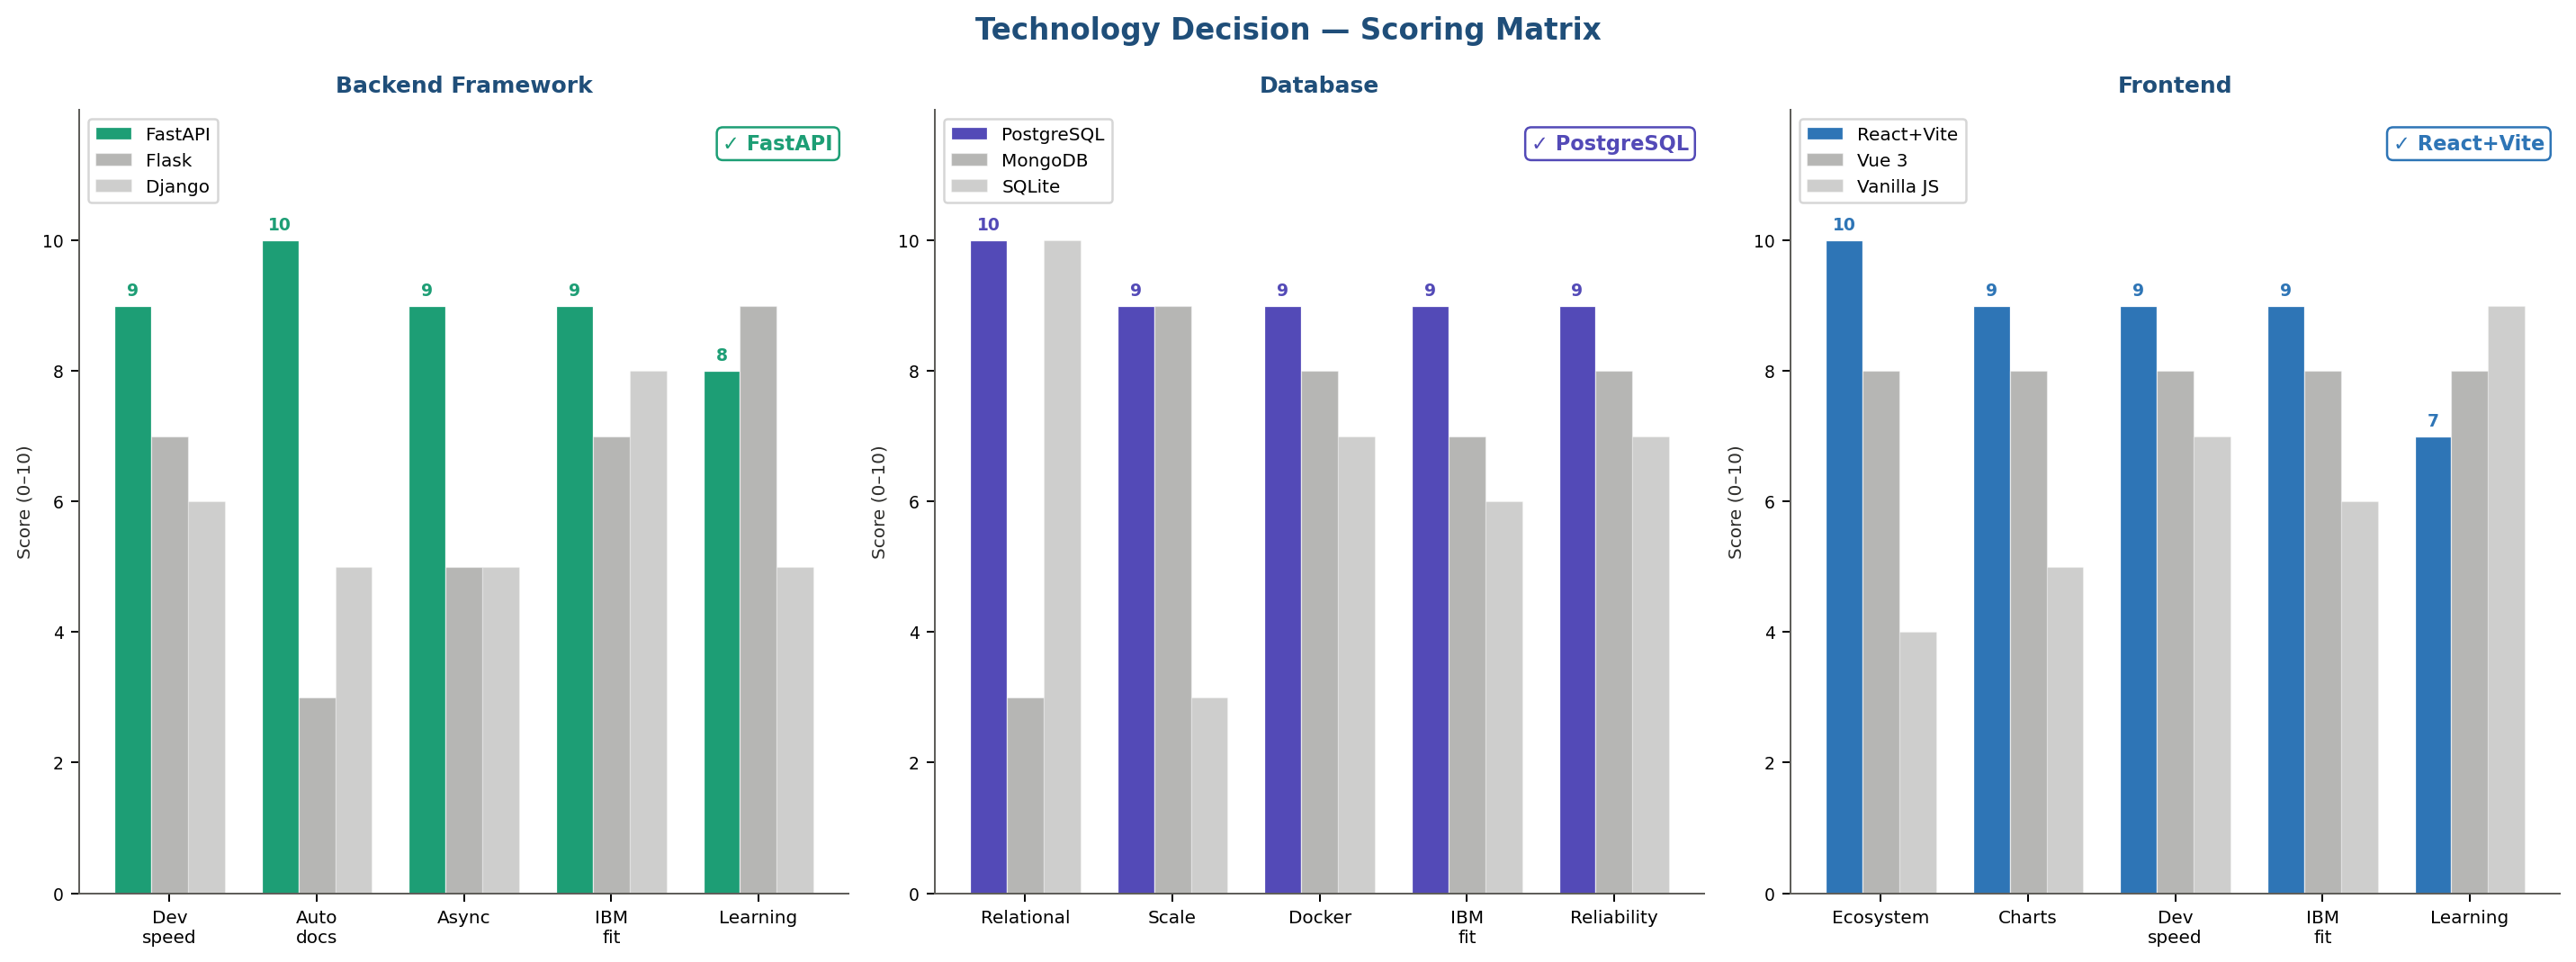 Technology Decision — Scoring Matrix
Backend Framework
FastAPI
Flask
Django
✓ FastAPI
Score (0–10)
10
8
6
4
2
0
9
10
9
9
8
Dev
speed
Auto
docs
Async
IBM
fit
Learning
Database
PostgreSQL
MongoDB
SQLite
✓ PostgreSQL
Score (0–10)
10
8
6
4
2
0
10
9
9
9
9
Relational
Scale
Docker
IBM
fit
Reliability
Frontend
React+Vite
Vue 3
Vanilla JS
✓ React+Vite
Score (0–10)
10
8
6
4
2
0
10
9
9
9
7
Ecosystem
Charts
Dev
speed
IBM
fit
Learning